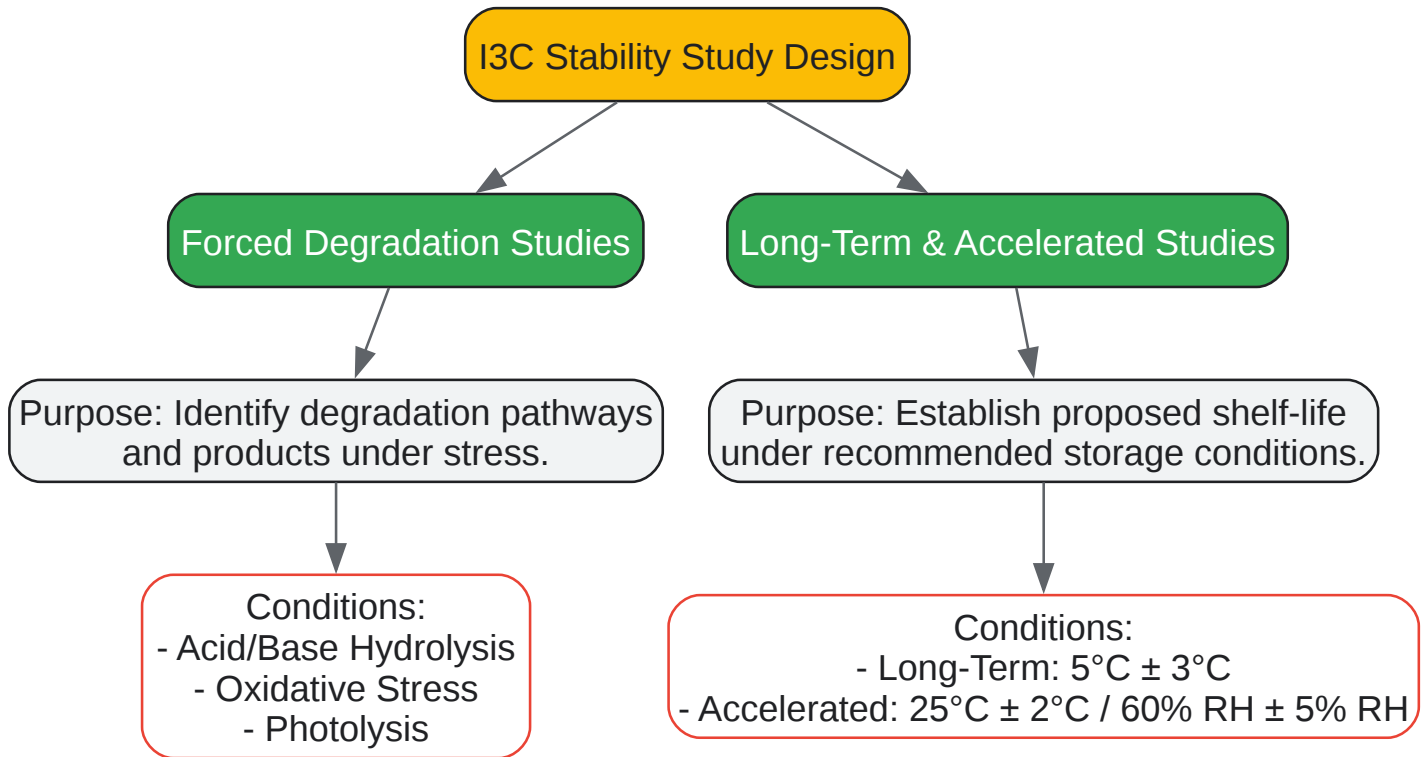 I3C Stability Study Design
Forced Degradation Studies
Long-Term & Accelerated Studies
Purpose: Identify degradation pathways
and products under stress.
Purpose: Establish proposed shelf-life
under recommended storage conditions.
Conditions:
- Acid/Base Hydrolysis
- Oxidative Stress
- Photolysis
Conditions:
- Long-Term: 5°C ± 3°C
- Accelerated: 25°C ± 2°C / 60% RH ± 5% RH